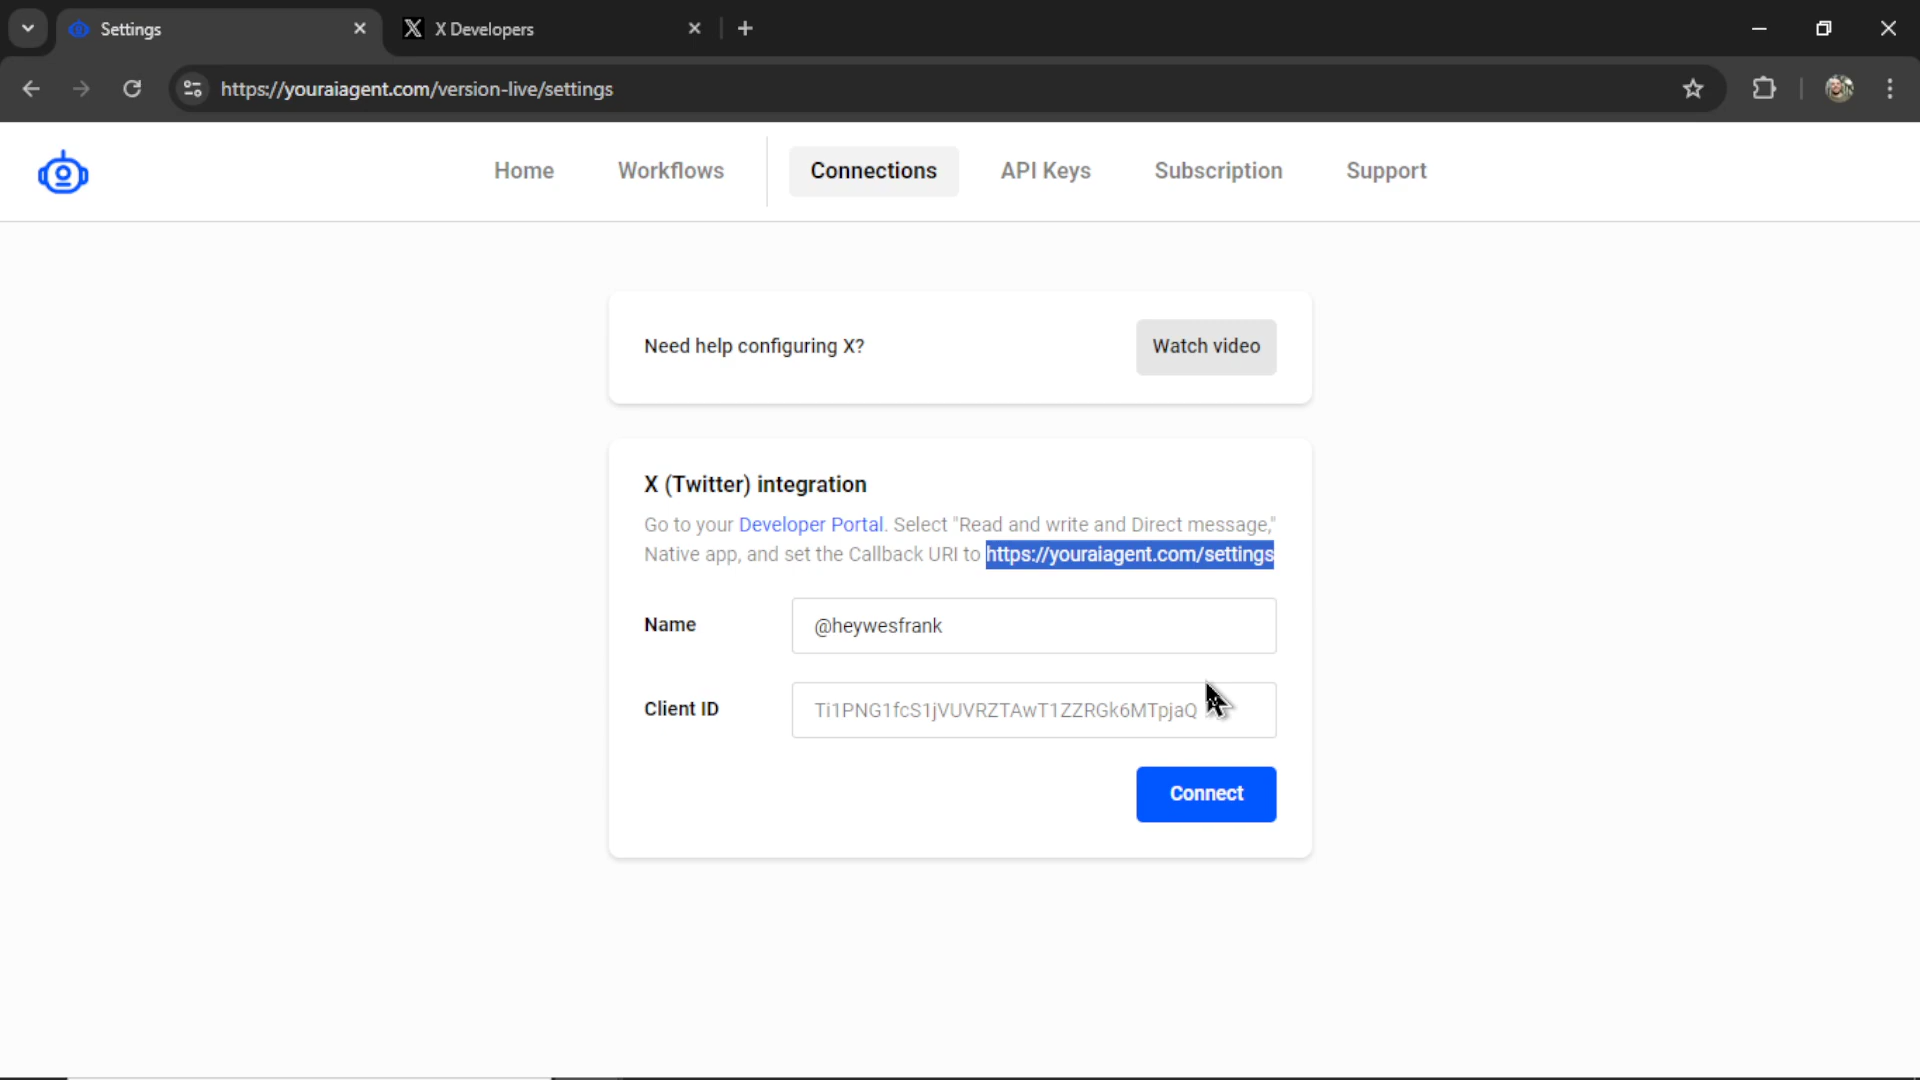 Settings
X Developers
https://youraiagent.com/version-live/settings
Home
Workflows
Connections
API Keys
Subscription
Support
Need help configuring X?
Watch video
X (Twitter) integration
Go to your Developer Portal. Select "Read and write and Direct message,"
Native app, and set the Callback URI to https://youraiagent.com/settings
Name
@heywesfrank
Client ID
Ti1PNG1fcS1jVUVRZTAwT1ZZRGk6MTpjaQ
Connect